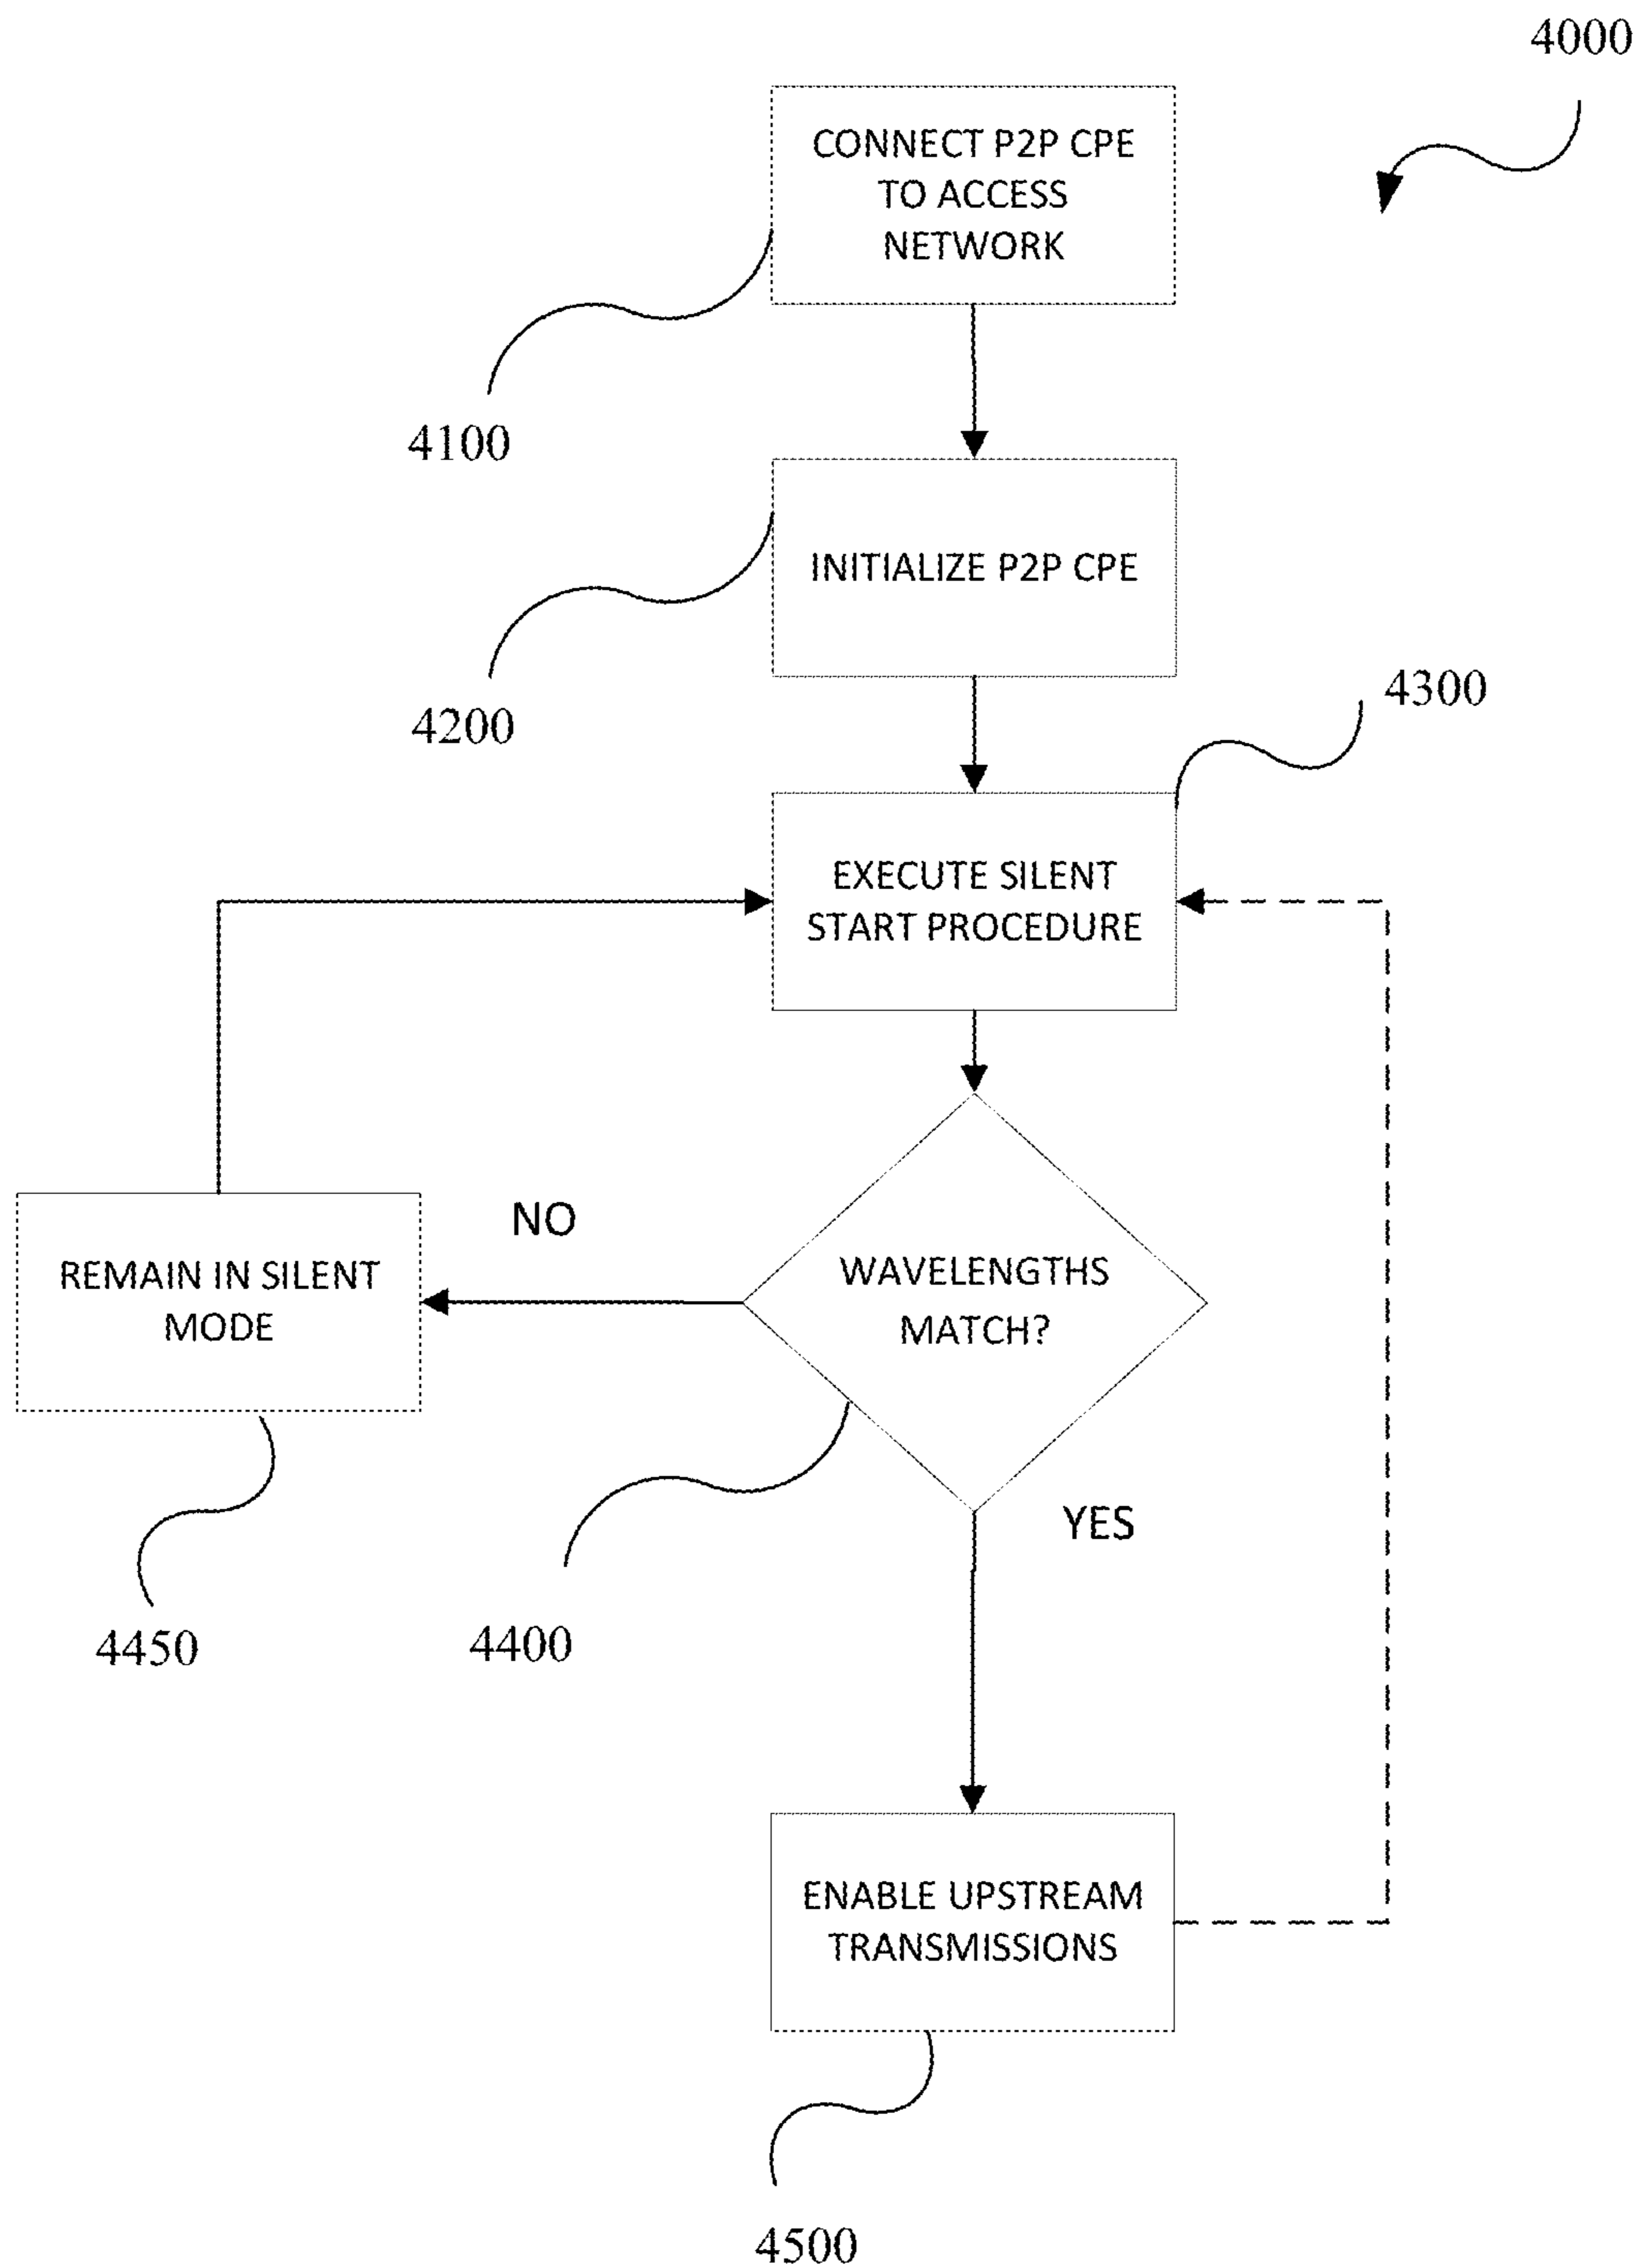 4000
CONNECT P2P CPE
TO ACCESS
NETWORK
4100
INITIALIZE P2P CPE
4200
4300
EXECUTE SILENT
START PROCEDURE
NO
REMAIN IN SILENT
MODE
WAVELENGTHS
MATCH?
YES
4450
4400
ENABLE UPSTREAM
TRANSMISSIONS
4500